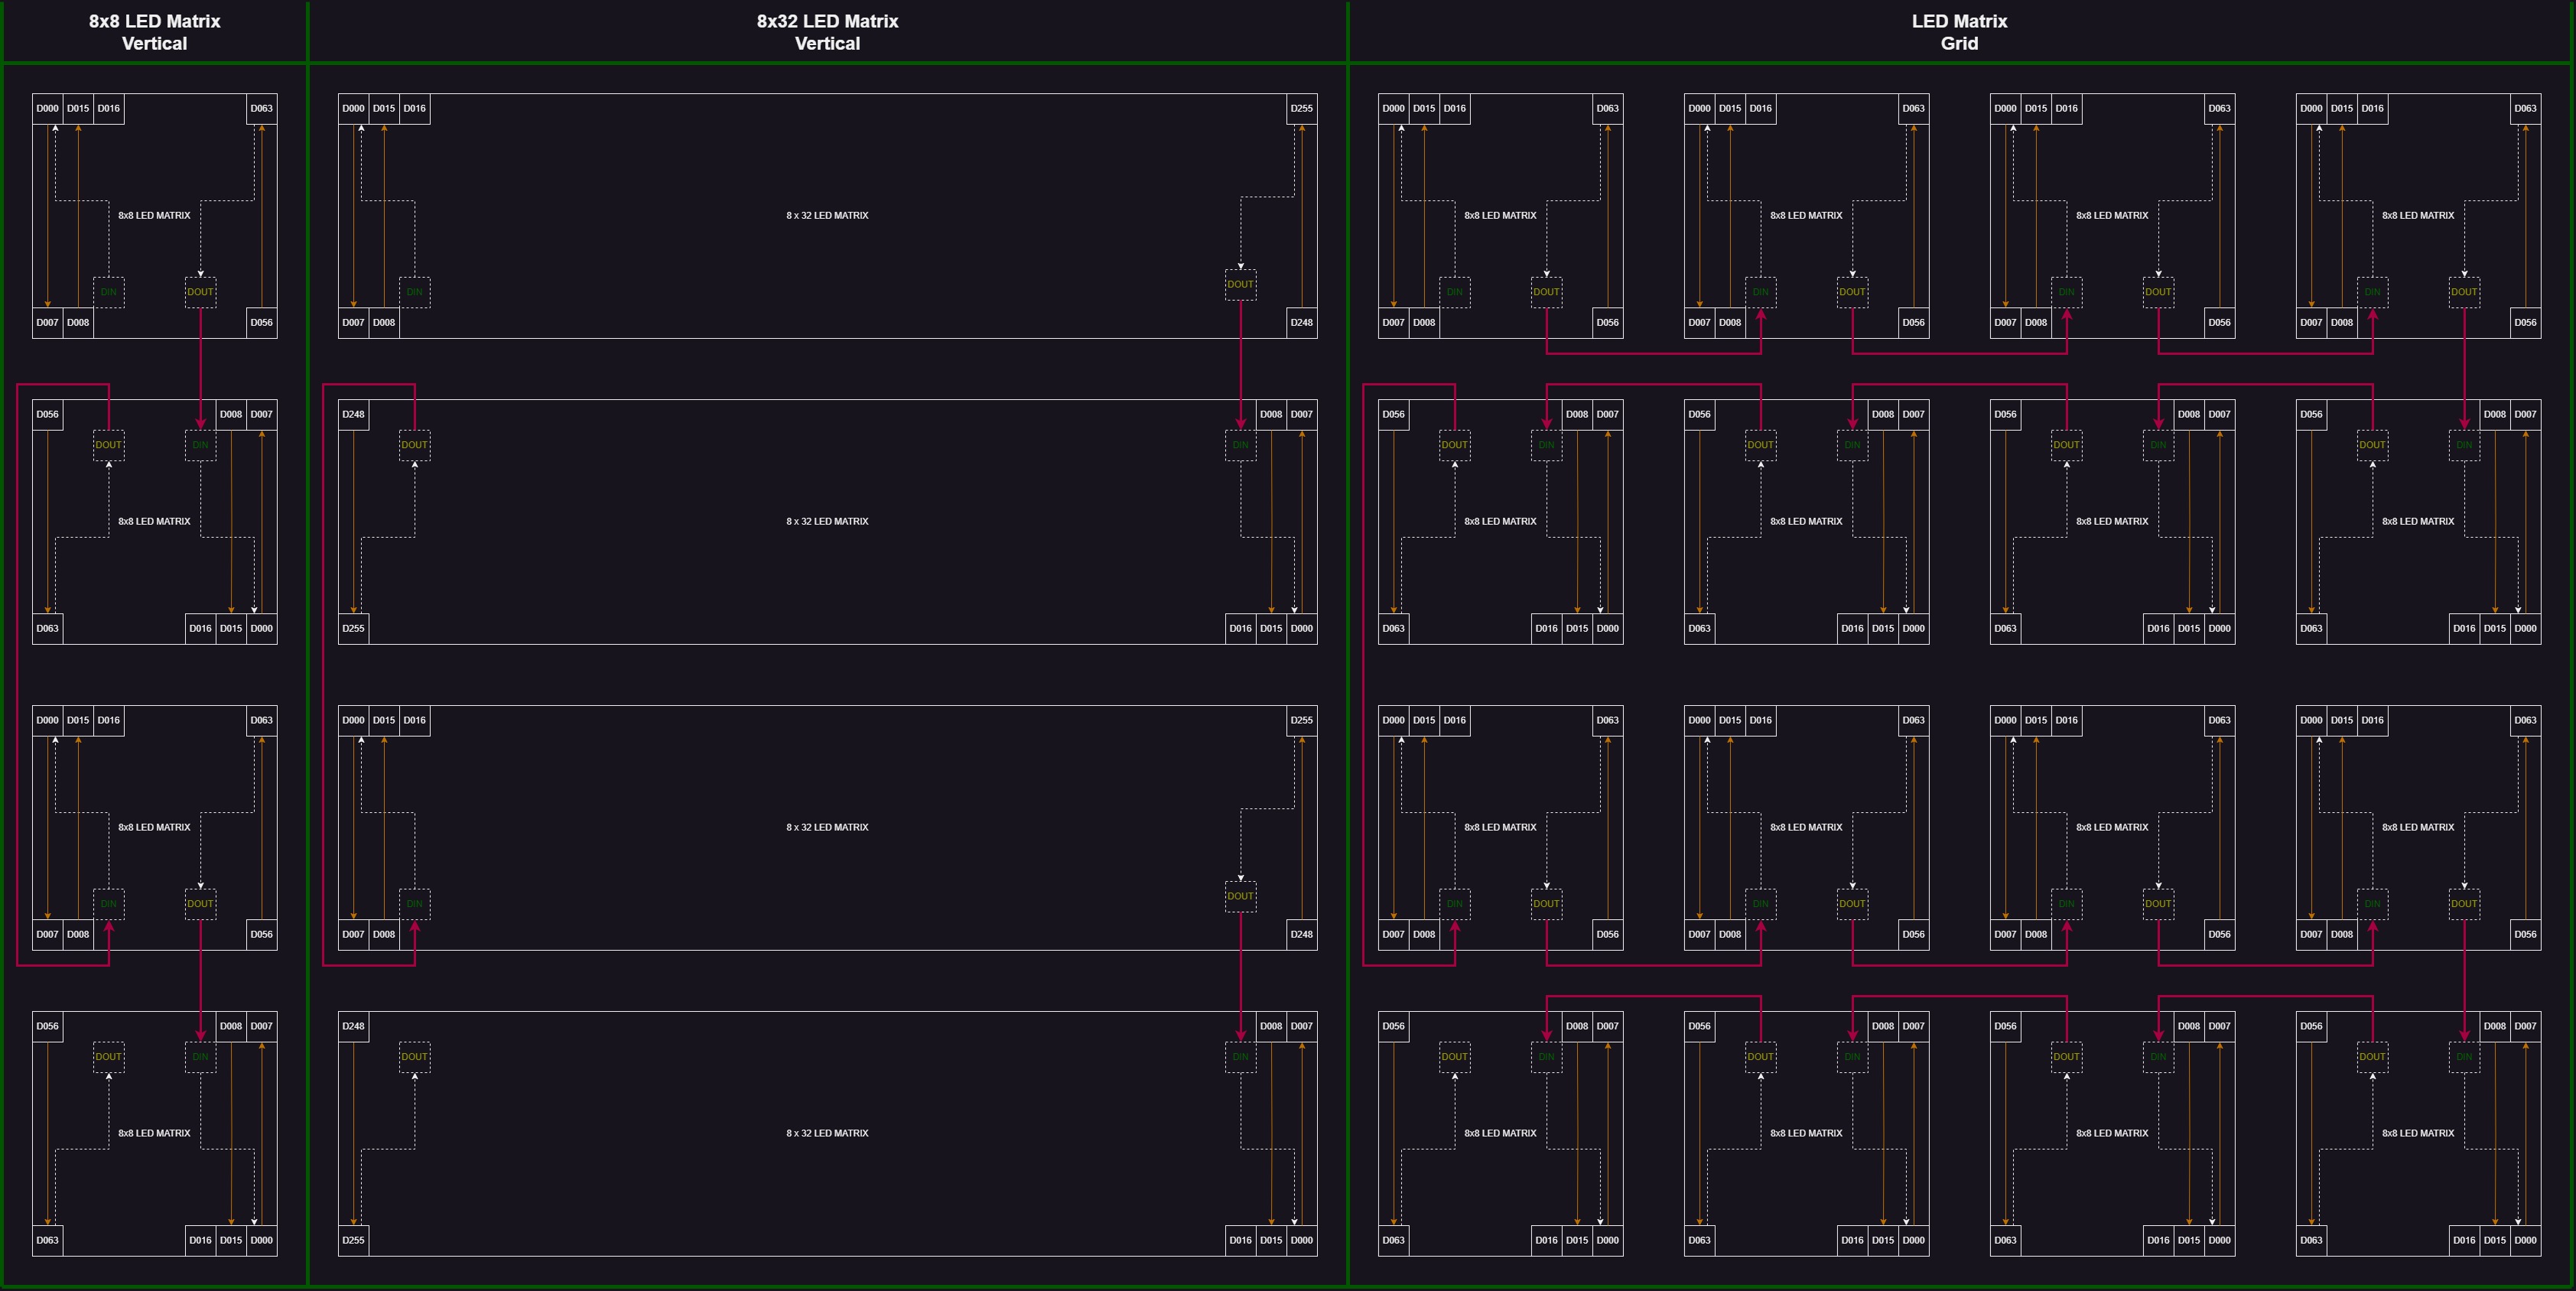 8x8 LED Matrix
Vertical
8x32 LED Matrix
Vertical
LED Matrix
Grid
D000 D015 D016 D063 D000 D015 D016 D255 D000 D015 D016 D063 D000 D015 D016 D063 D000 D015 D016 D063 D000 D015 D016 D063
8x8 LED MATRIX 8 x 32 LED MATRIX 8x8 LED MATRIX 8x8 LED MATRIX 8x8 LED MATRIX 8x8 LED MATRIX
DIN DOUT DIN DOUT DIN DOUT DIN DOUT DIN DOUT DIN DOUT
D007 D008 D056 D007 D008 D248 D007 D008 D056 D007 D008 D056 D007 D008 D056 D007 D008 D056
D056 D008 D007 D248 D008 D007 D056 D008 D007 D056 D008 D007 D056 D008 D007 D056 D008 D007
DOUT DIN DOUT DIN DOUT DIN DOUT DIN DOUT DIN DOUT DIN
8x8 LED MATRIX 8 x 32 LED MATRIX 8x8 LED MATRIX 8x8 LED MATRIX 8x8 LED MATRIX 8x8 LED MATRIX
D063 D016 D015 D000 D255 D016 D015 D000 D063 D016 D015 D000 D063 D016 D015 D000 D063 D016 D015 D000 D063 D016 D015 D000
D000 D015 D016 D063 D000 D015 D016 D255 D000 D015 D016 D063 D000 D015 D016 D063 D000 D015 D016 D063 D000 D015 D016 D063
8x8 LED MATRIX 8 x 32 LED MATRIX 8x8 LED MATRIX 8x8 LED MATRIX 8x8 LED MATRIX 8x8 LED MATRIX
DIN DOUT DIN DOUT DIN DOUT DIN DOUT DIN DOUT DIN DOUT
D007 D008 D056 D007 D008 D248 D007 D008 D056 D007 D008 D056 D007 D008 D056 D007 D008 D056
D056 D008 D007 D248 D008 D007 D056 D008 D007 D056 D008 D007 D056 D008 D007 D056 D008 D007
DOUT DIN DOUT DIN DOUT DIN DOUT DIN DOUT DIN DOUT DIN
8x8 LED MATRIX 8 x 32 LED MATRIX 8x8 LED MATRIX 8x8 LED MATRIX 8x8 LED MATRIX 8x8 LED MATRIX
D063 D016 D015 D000 D255 D016 D015 D000 D063 D016 D015 D000 D063 D016 D015 D000 D063 D016 D015 D000 D063 D016 D015 D000